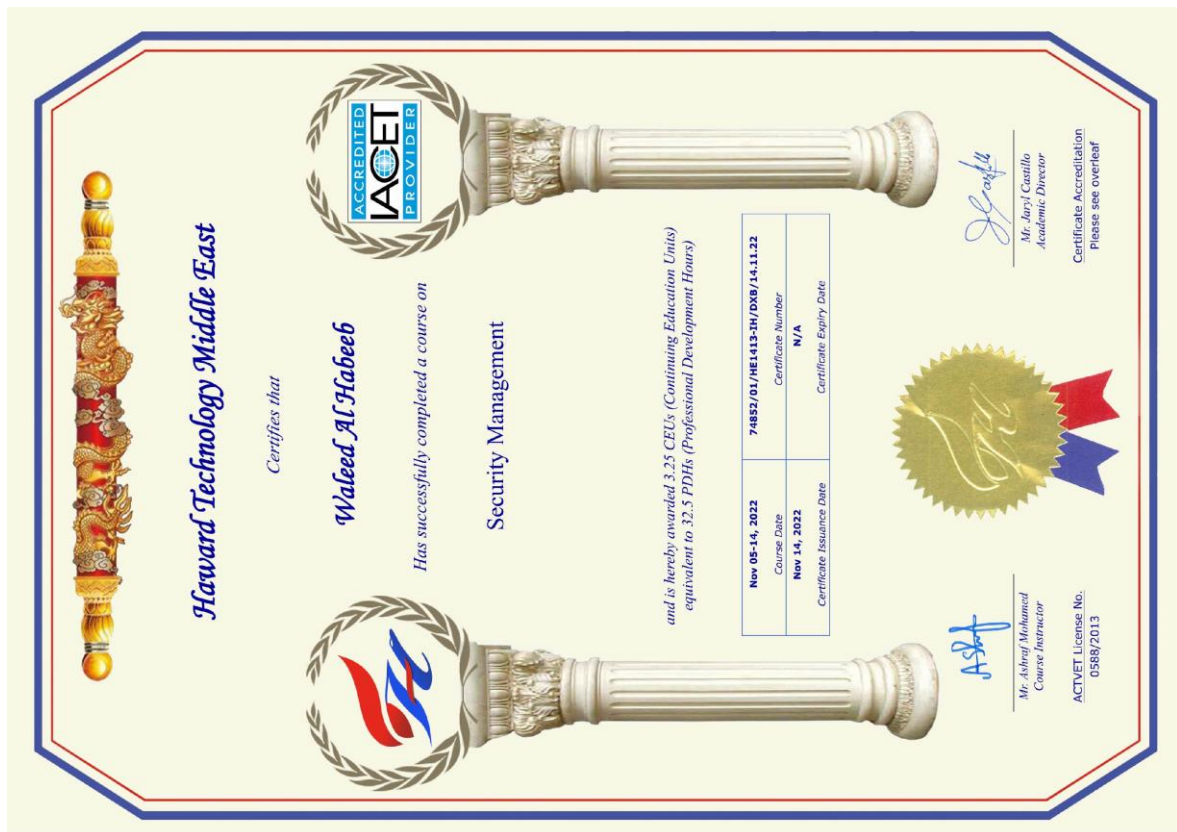 Haward Technology Middle East
Certifies that
ACCREDITED
IACET
PROVIDER
Waleed Al Habeeb
Has successfully completed a course on
Security Management
and is hereby awarded 3.25 CEUs (Continuing Education Units)
equivalent to 32.5 PDHs (Professional Development Hours)
Nov 05-14, 2022 74852/01/HE1413-IH/DXB/14.11.22
Course Date Certificate Number
Nov 14, 2022 N/A
Certificate Issuance Date Certificate Expiry Date
Mr. Ashraf Mohamed
Course Instructor
Mr. Jaryl Castillo
Academic Director
ACTVET License No.
0588/2013
Certificate Accreditation
Please see overleaf